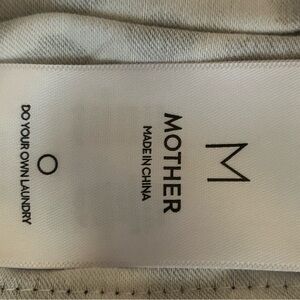 M
MOTHER
MADE IN CHINA
O
DO YOUR OWN LAUNDRY